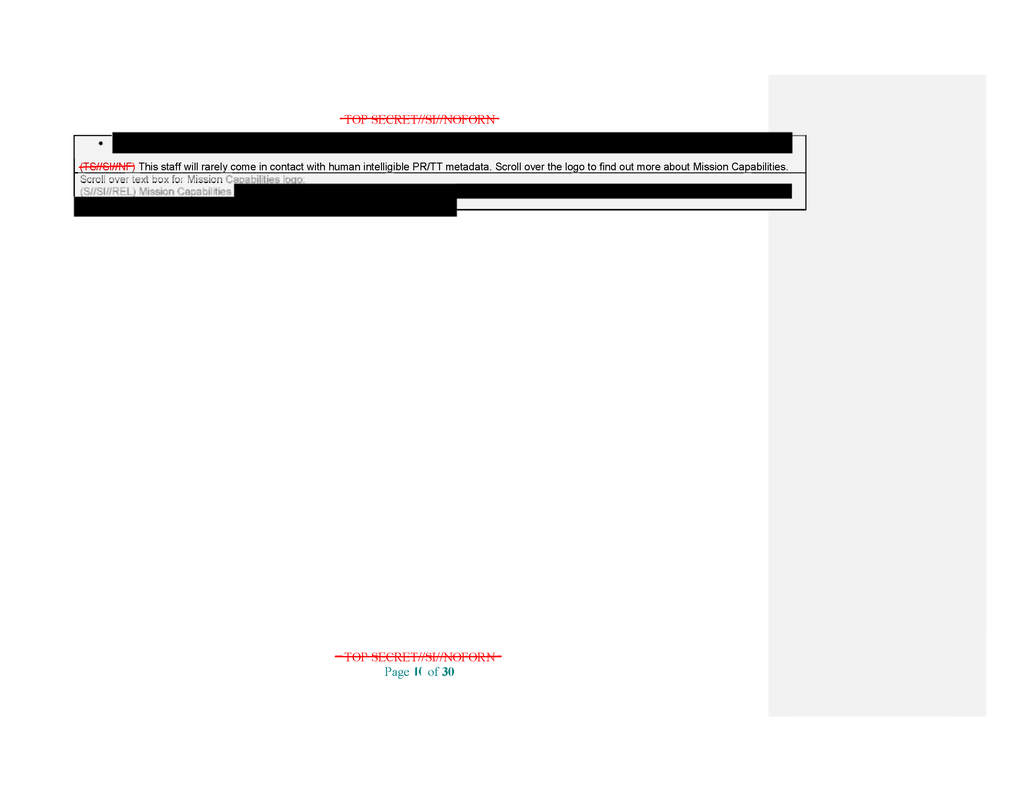 TOP SECRET//SI//NOFORN
•
(TS//SI//NF) This staff will rarely come in contact with human intelligible PR/TT metadata. Scroll over the logo to find out more about Mission Capabilities.
Scroll over text box for Mission Capabilities logo:
(S//SI//REL) Mission Capabilities
TOP SECRET//SI//NOFORN
Page of 30